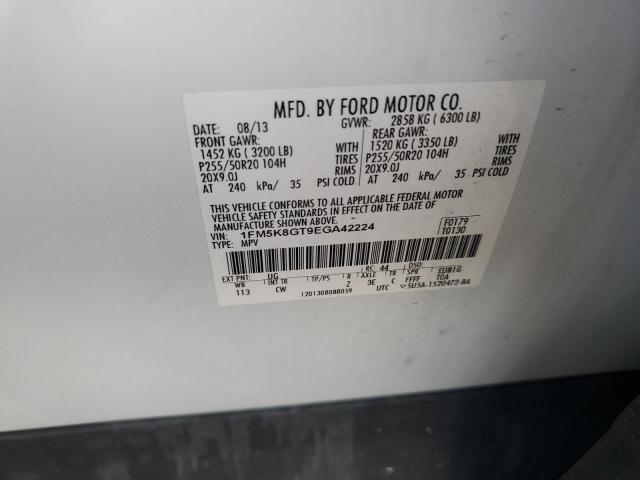 MFD. BY FORD MOTOR CO.
DATE: 08/13 GVWR: 2858 KG ( 6300 LB)
FRONT GAWR: REAR GAWR:
1452 KG ( 3200 LB) 1520 KG ( 3350 LB)
P255/50R20 104H TIRES P255/50R20 104H TIRES
20X9.0J RIMS 20X9.0J RIMS
AT 240 kPa/ 35 PSI COLD AT 240 kPa/ 35 PSI COLD
THIS VEHICLE CONFORMS TO ALL APPLICABLE FEDERAL MOTOR
VEHICLE SAFETY STANDARDS IN EFFECT ON THE DATE OF
MANUFACTURE SHOWN ABOVE.
VIN: 1FM5K8GT9EGA42224 F0179
TYPE: MPV T0130
EXT PNT: UG RC: 44 DSO:
WB INT TR TP/PS R AXLE TR SPR EUB1G
113 CW Z 3E C FFFF TOA
1201308088059 UTC 5U5A-1520472-BA